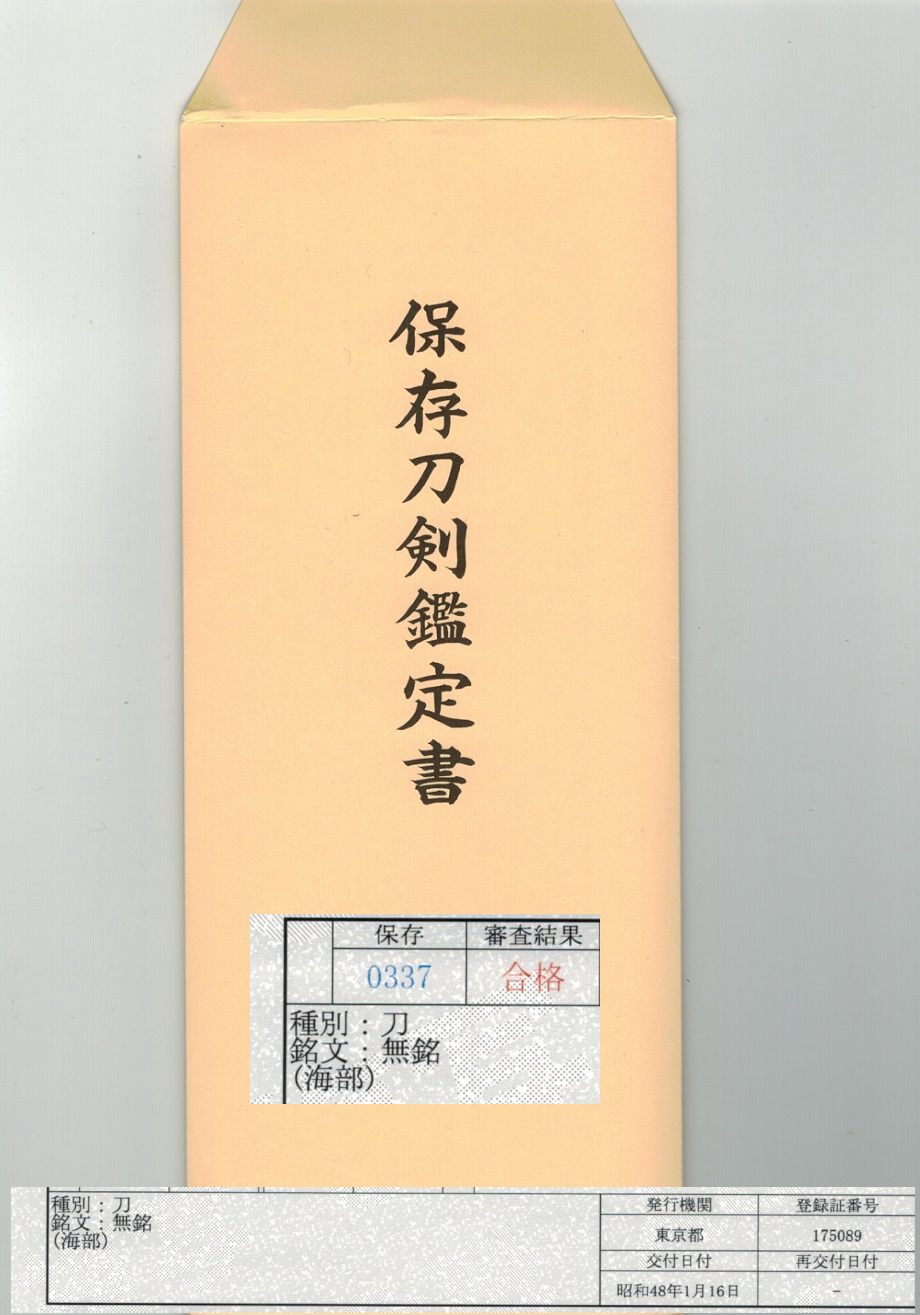 保存刀剣鑑定書
保存 審査結果
0337 合格
種別：刀
銘文：無銘
(海部)
種別：刀
銘文：無銘
(海部)
発行機関 登録証番号
東京都 175089
交付日付 再交付日付
昭和48年1月16日 −